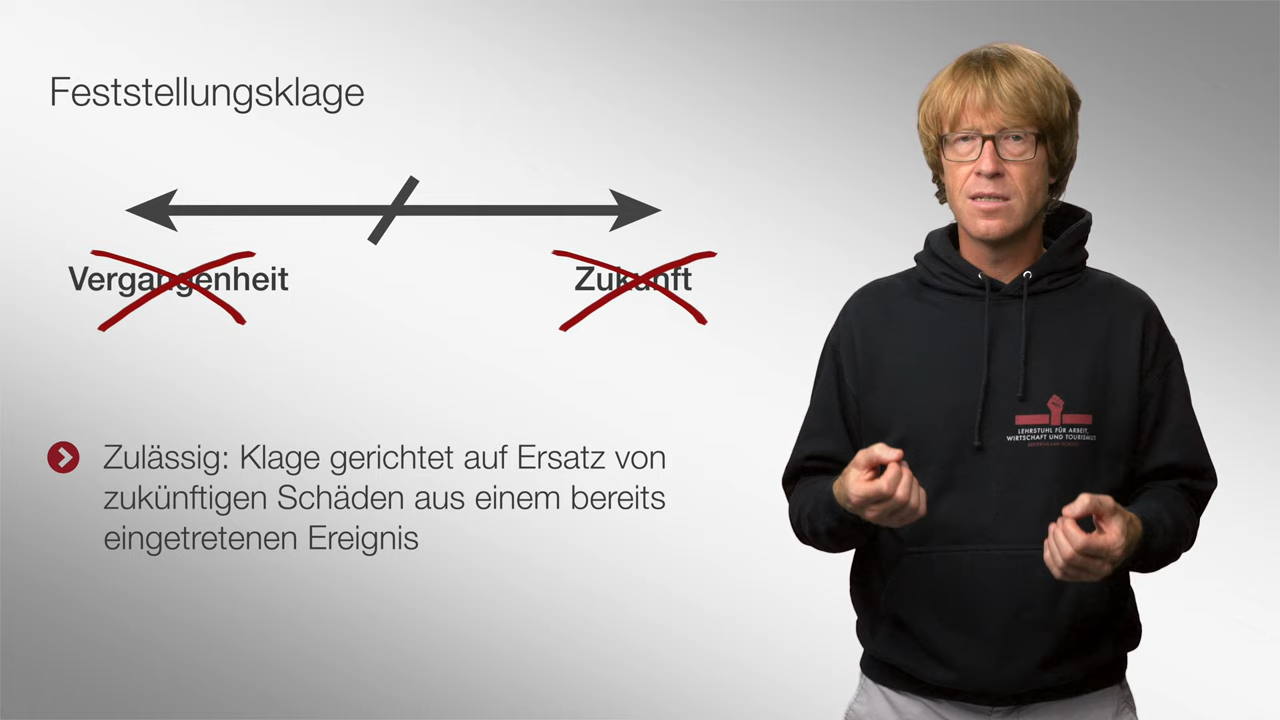 Feststellungsklage
Vergangenheit
Zukunft
Zulässig: Klage gerichtet auf Ersatz von
zukünftigen Schäden aus einem bereits
eingetretenen Ereignis
LEHRSTUHL FÜR ARBEIT,
WIRTSCHAFT UND TOURISMUS